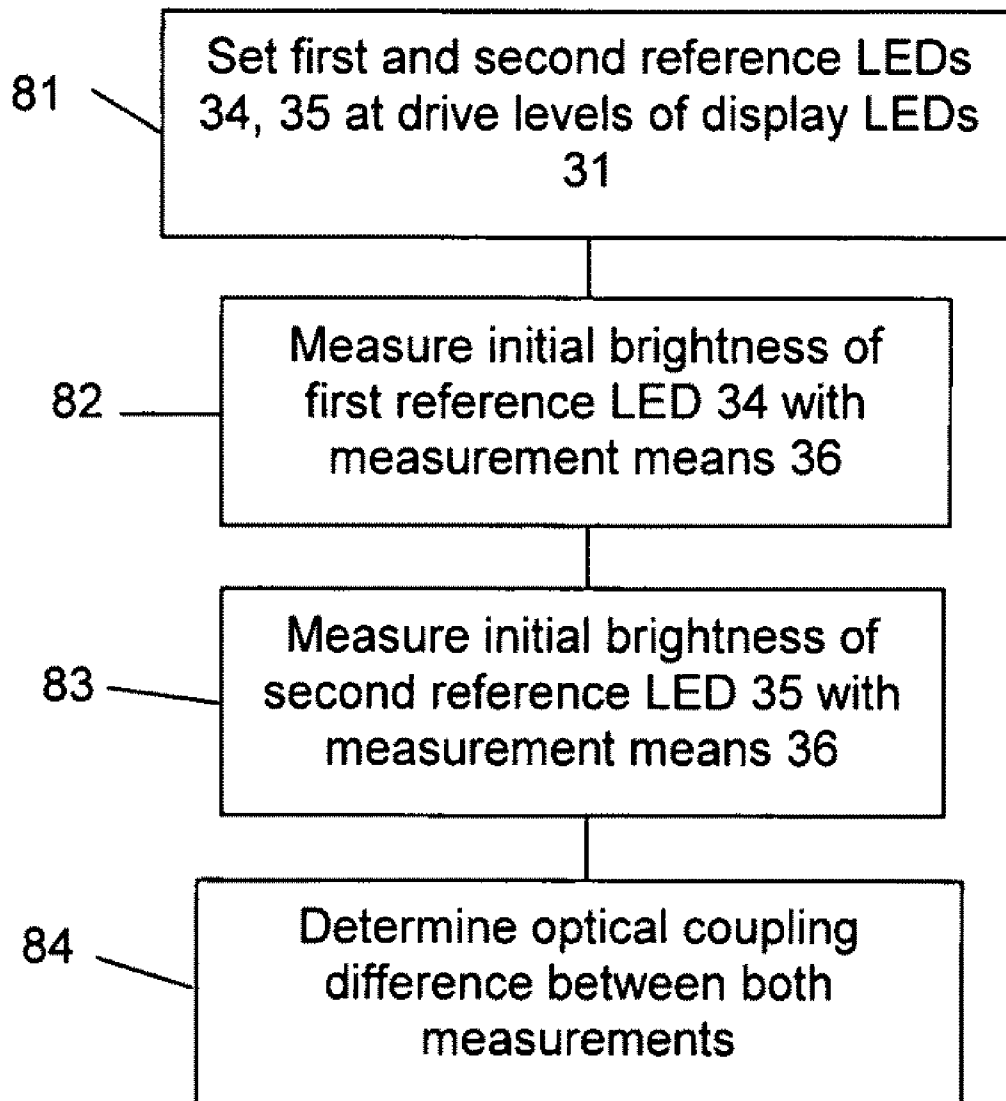 81
Set first and second reference LEDs
34, 35 at drive levels of display LEDs
31
82
Measure initial brightness of
first reference LED 34 with
measurement means 36
83
Measure initial brightness of
second reference LED 35 with
measurement means 36
84
Determine optical coupling
difference between both
measurements